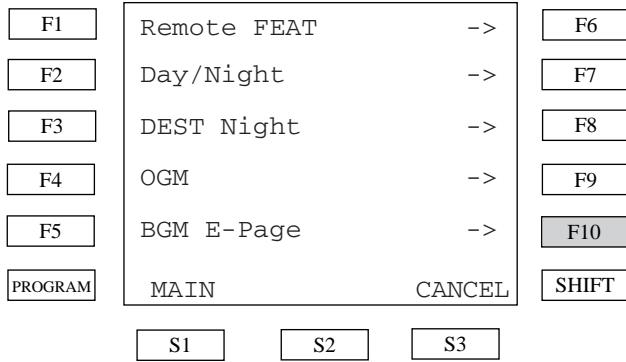 F1 Remote FEAT -> F6
F2 Day/Night -> F7
F3 DEST Night -> F8
F4 OGM -> F9
F5 BGM E-Page -> F10
PROGRAM MAIN CANCEL SHIFT
S1 S2 S3